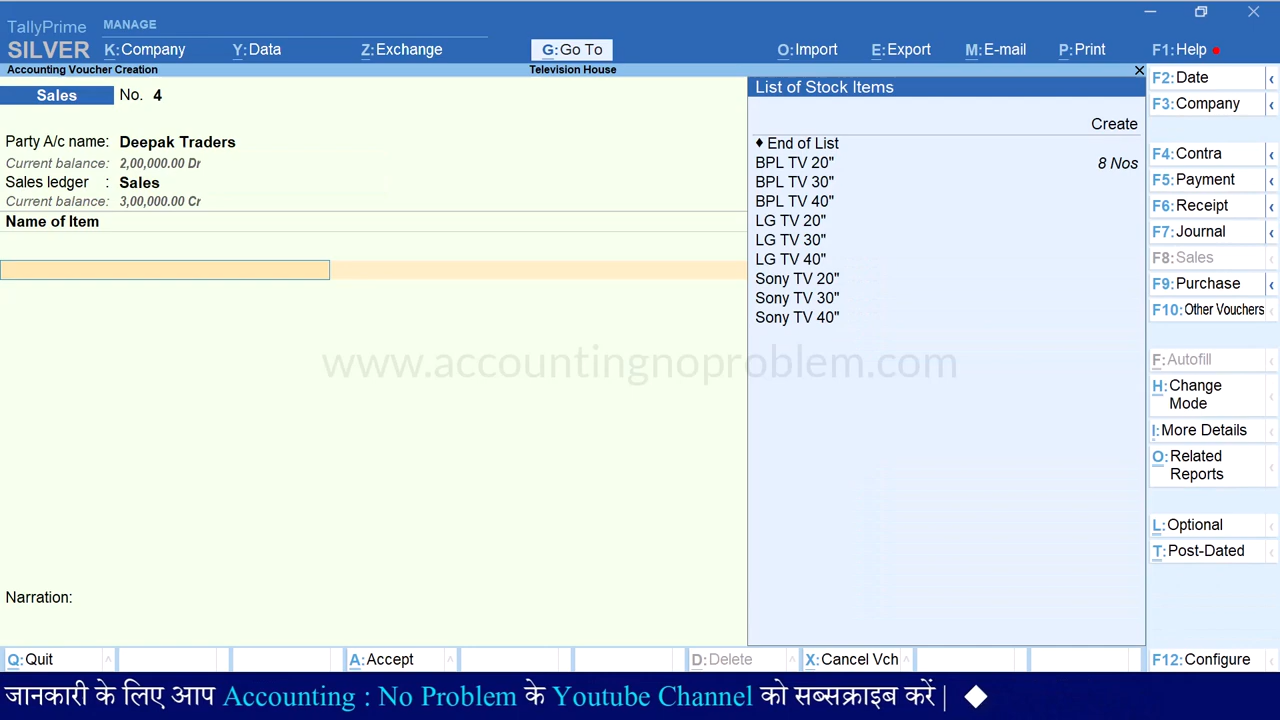 TallyPrime MANAGE
SILVER K:Company Y:Data Z:Exchange G:Go To O:Import E:Export M:E-mail P:Print F1:Help
Accounting Voucher Creation Television House
Sales No. 4
Party A/c name: Deepak Traders
Current balance: 2,00,000.00 Dr
Sales ledger : Sales
Current balance: 3,00,000.00 Cr
Name of Item
List of Stock Items
Create
♦ End of List
BPL TV 20" 8 Nos
BPL TV 30"
BPL TV 40"
LG TV 20"
LG TV 30"
LG TV 40"
Sony TV 20"
Sony TV 30"
Sony TV 40"
F2:Date
F3:Company
F4:Contra
F5:Payment
F6:Receipt
F7:Journal
F8:Sales
F9:Purchase
F10:Other Vouchers
F:Autofill
H:Change
Mode
I:More Details
O:Related
Reports
L:Optional
T:Post-Dated
www.accountingnoproblem.com
Narration:
Q:Quit A:Accept D:Delete X:Cancel Vch F12:Configure
जानकारी के लिए आप Accounting : No Problem के Youtube Channel को सब्सक्राइब करें | ◆